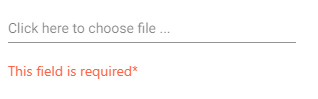 Click here to choose file ...
This field is required*